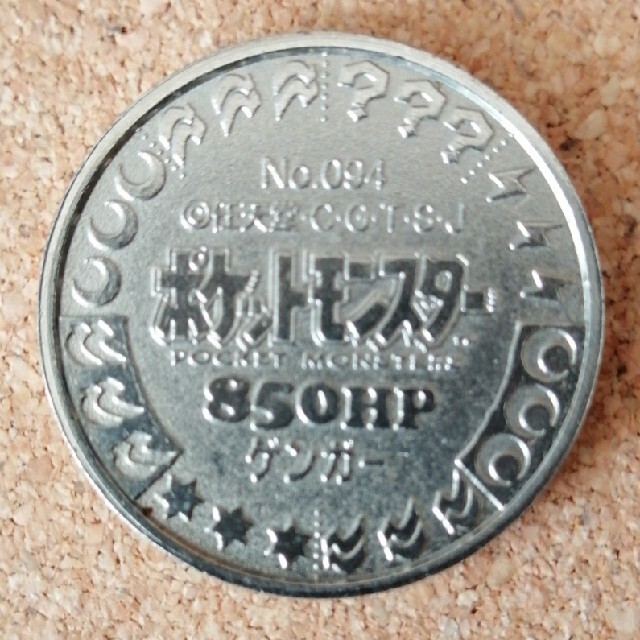 No.094
©任天堂・C・O・T・S・J
ポケットモンスター
POCKET MONSTERS
850HP
ゲンガー